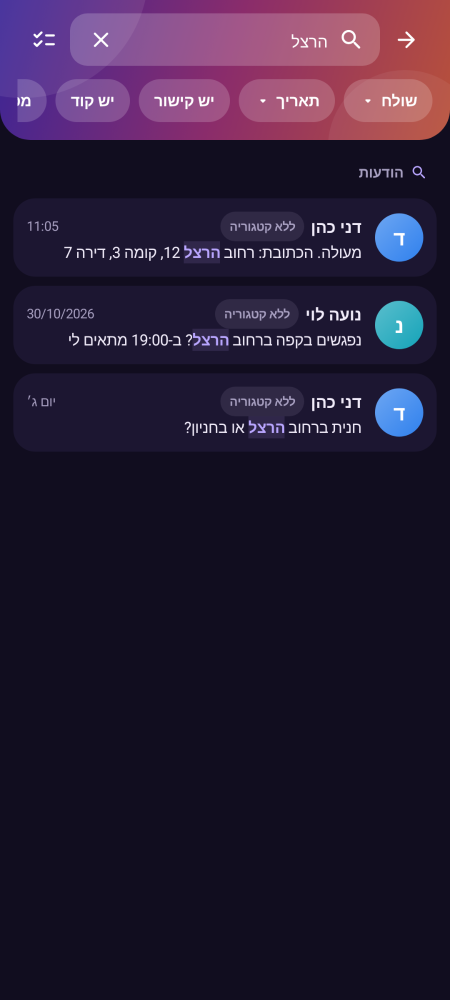 הרצל
שולח
תאריך
יש קישור
יש קוד
הודעות
ד
דני כהן ללא קטגוריה 11:05
מעולה. הכתובת: רחוב הרצל 12, קומה 3, דירה 7
נ
נועה לוי ללא קטגוריה 30/10/2026
נפגשים בקפה ברחוב הרצל? ב-19:00 מתאים לי
ד
דני כהן ללא קטגוריה יום ג׳
חנית ברחוב הרצל או בחניון?